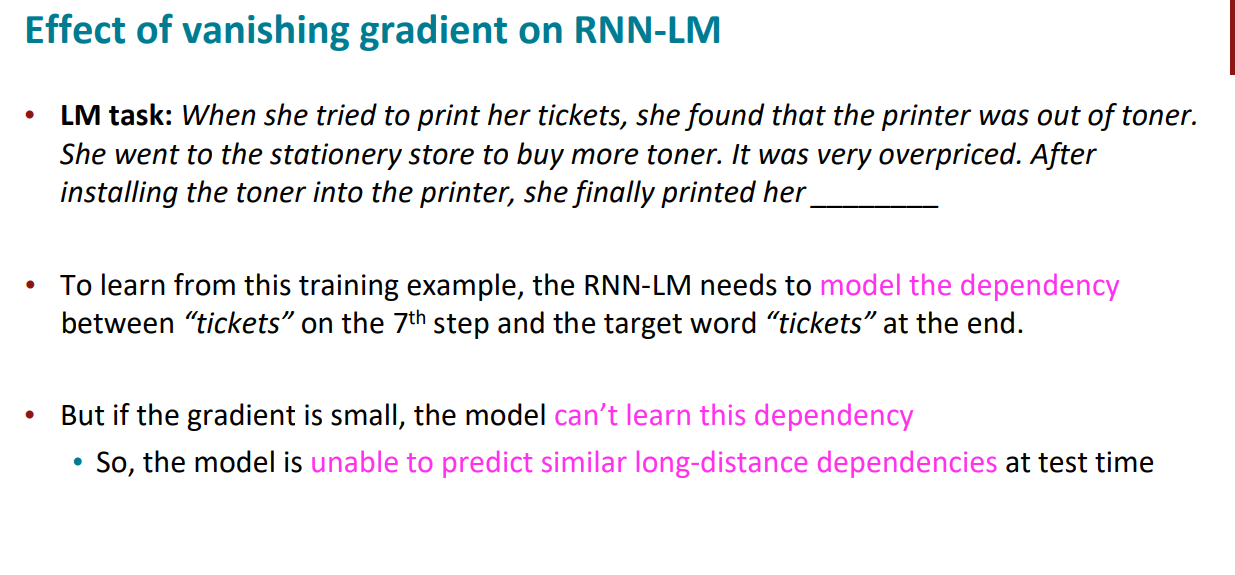 Effect of vanishing gradient on RNN-LM
• LM task: When she tried to print her tickets, she found that the printer was out of toner.
She went to the stationery store to buy more toner. It was very overpriced. After
installing the toner into the printer, she finally printed her ________
• To learn from this training example, the RNN-LM needs to model the dependency
between “tickets” on the 7th step and the target word “tickets” at the end.
• But if the gradient is small, the model can’t learn this dependency
• So, the model is unable to predict similar long-distance dependencies at test time